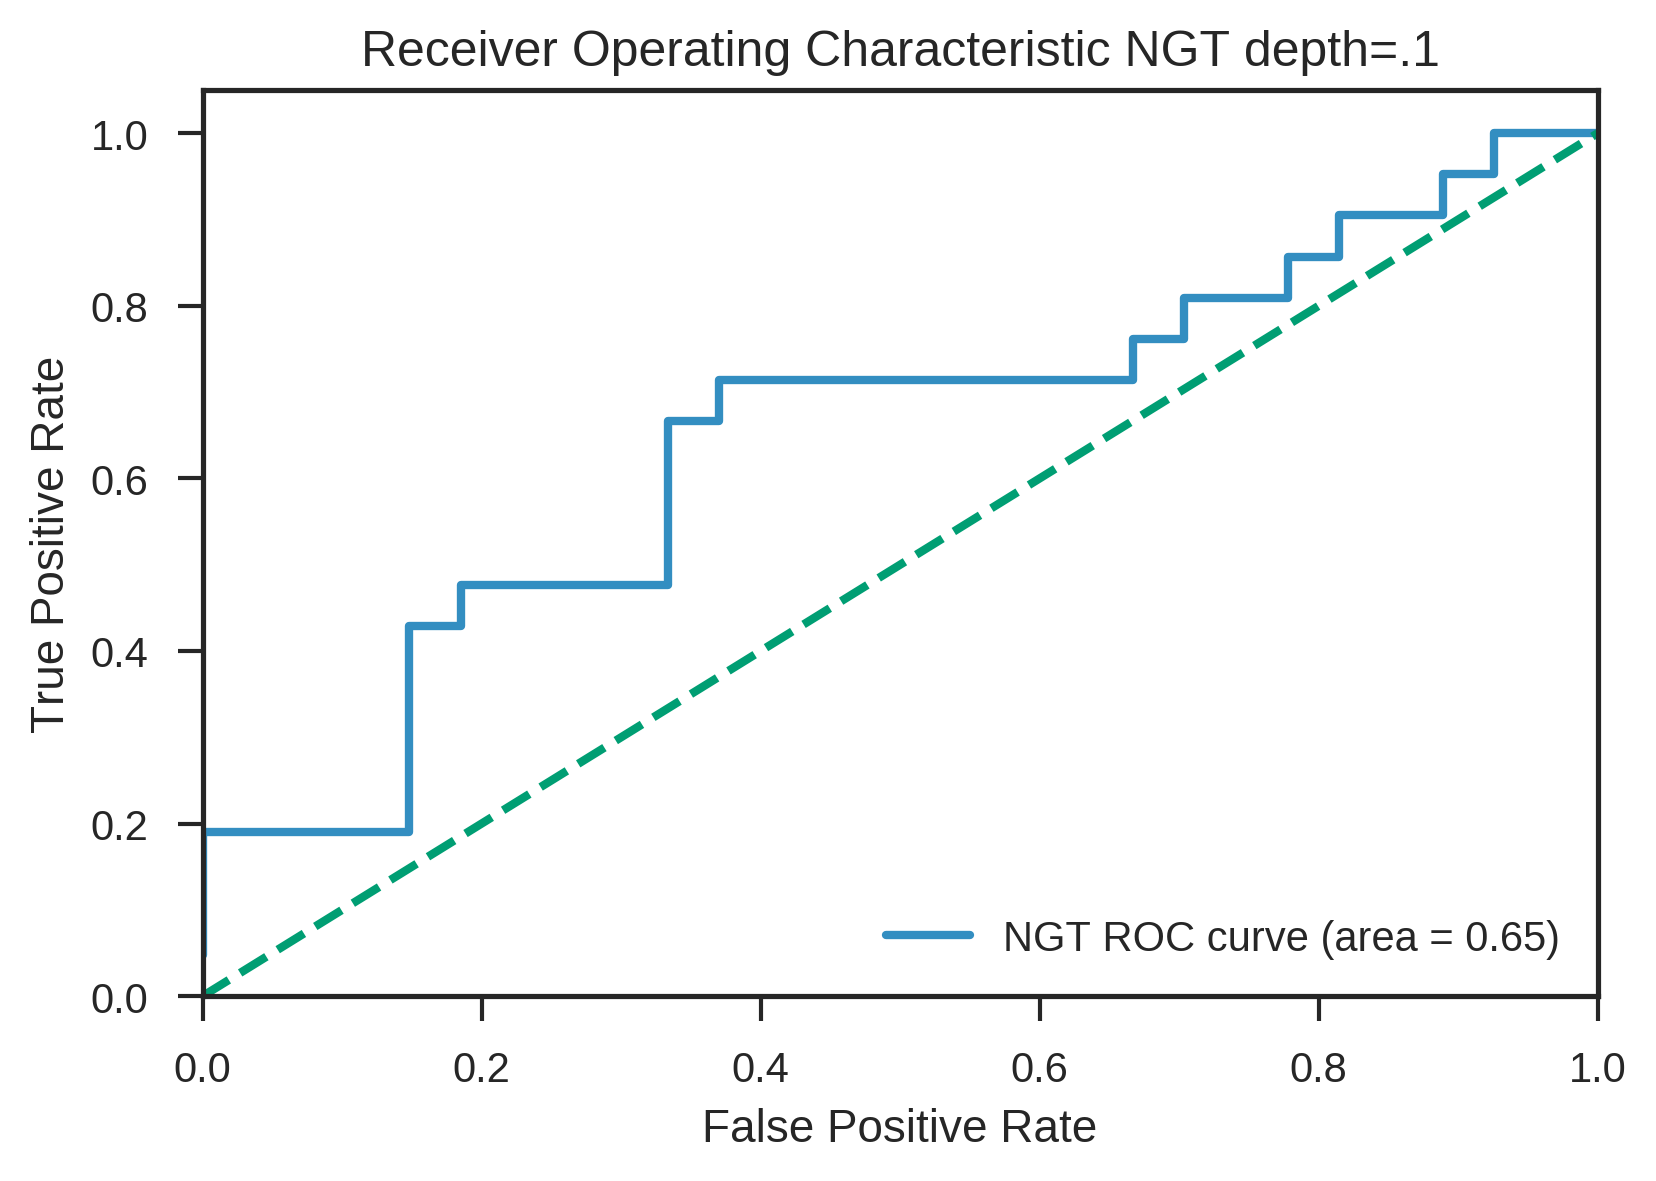 Receiver Operating Characteristic NGT depth=.1
1.0
0.8
0.6
0.4
0.2
0.0
True Positive Rate
NGT ROC curve (area = 0.65)
0.0 0.2 0.4 0.6 0.8 1.0
False Positive Rate